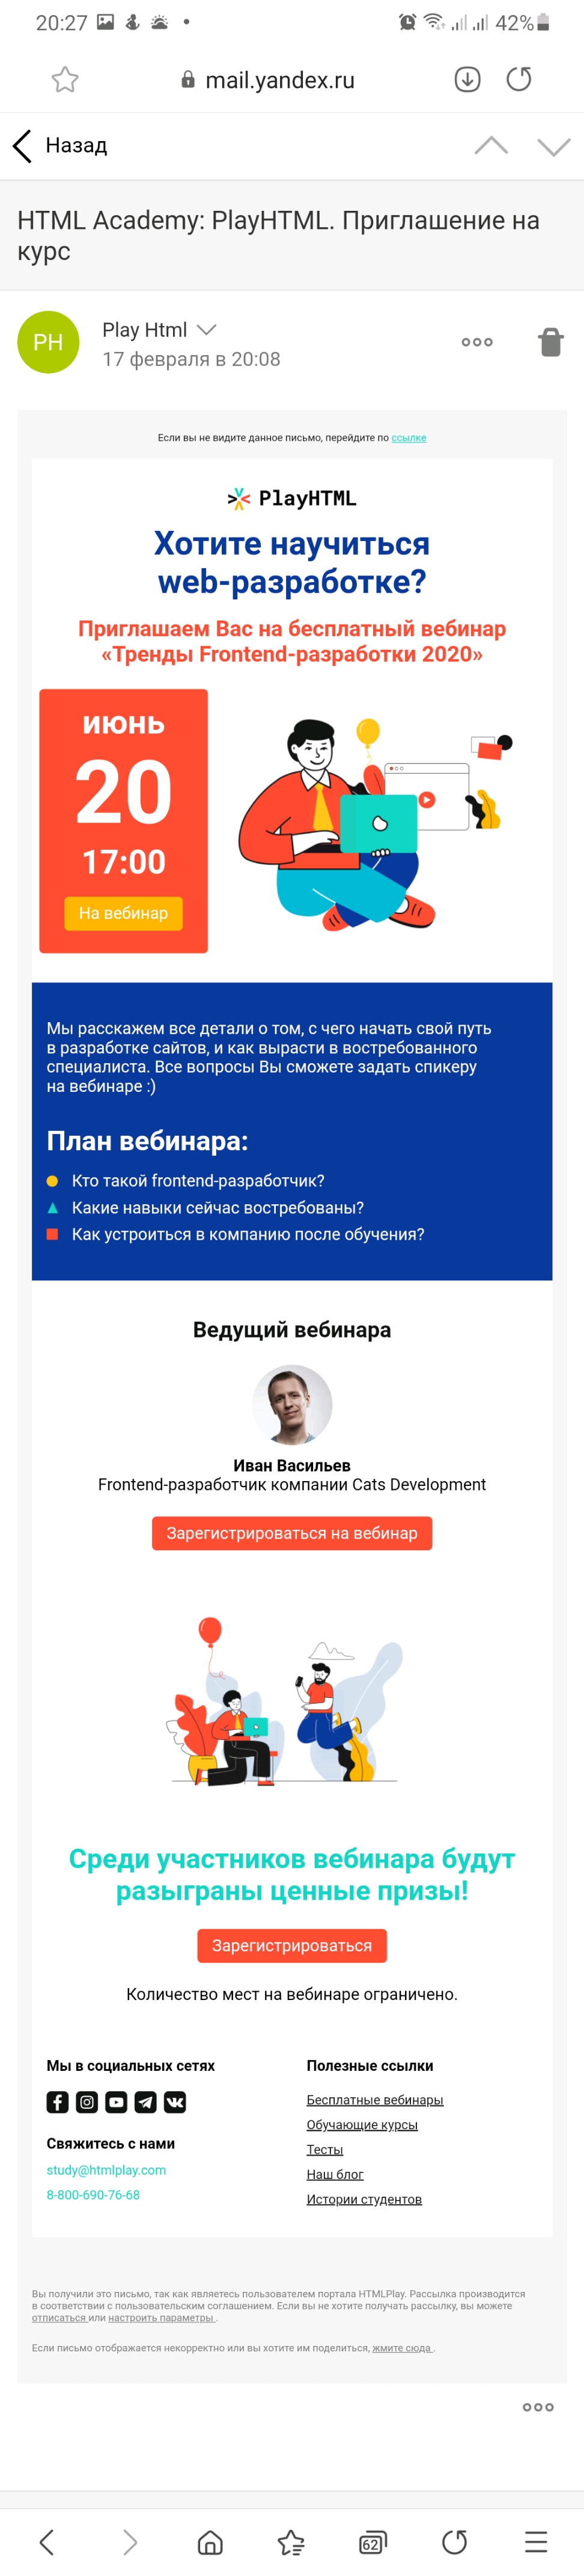 20:27
42%
mail.yandex.ru
Назад
HTML Academy: PlayHTML. Приглашение на
курс
PH
Play Html
17 февраля в 20:08
Если вы не видите данное письмо, перейдите по ссылке
PlayHTML
Хотите научиться
web-разработке?
Приглашаем Вас на бесплатный вебинар
«Тренды Frontend-разработки 2020»
июнь
20
17:00
На вебинар
Мы расскажем все детали о том, с чего начать свой путь
в разработке сайтов, и как вырасти в востребованного
специалиста. Все вопросы Вы сможете задать спикеру
на вебинаре :)
План вебинара:
Кто такой frontend-разработчик?
Какие навыки сейчас востребованы?
Как устроиться в компанию после обучения?
Ведущий вебинара
Иван Васильев
Frontend-разработчик компании Cats Development
Зарегистрироваться на вебинар
Среди участников вебинара будут
разыграны ценные призы!
Зарегистрироваться
Количество мест на вебинаре ограничено.
Мы в социальных сетях
Свяжитесь с нами
study@htmlplay.com
8-800-690-76-68
Полезные ссылки
Бесплатные вебинары
Обучающие курсы
Тесты
Наш блог
Истории студентов
Вы получили это письмо, так как являетесь пользователем портала HTMLPlay. Рассылка производится
в соответствии с пользовательским соглашением. Если вы не хотите получать рассылку, вы можете
отписаться или настроить параметры .
Если письмо отображается некорректно или вы хотите им поделиться, жмите сюда .
62